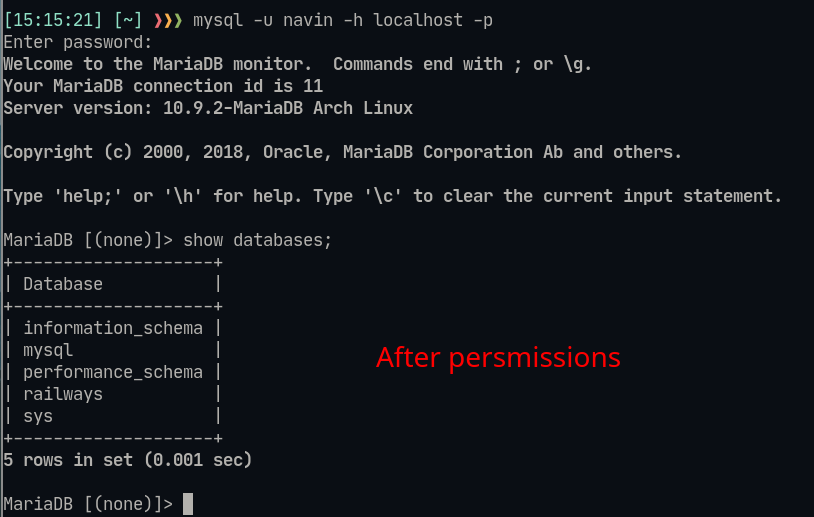 [15:15:21] [~] ❯❯❯ mysql -u navin -h localhost -p
Enter password:
Welcome to the MariaDB monitor.  Commands end with ; or \g.
Your MariaDB connection id is 11
Server version: 10.9.2-MariaDB Arch Linux

Copyright (c) 2000, 2018, Oracle, MariaDB Corporation Ab and others.

Type 'help;' or '\h' for help. Type '\c' to clear the current input statement.

MariaDB [(none)]> show databases;
+--------------------+
| Database           |
+--------------------+
| information_schema |
| mysql              |
| performance_schema |
| railways           |
| sys                |
+--------------------+
5 rows in set (0.001 sec)

MariaDB [(none)]>
After persmissions